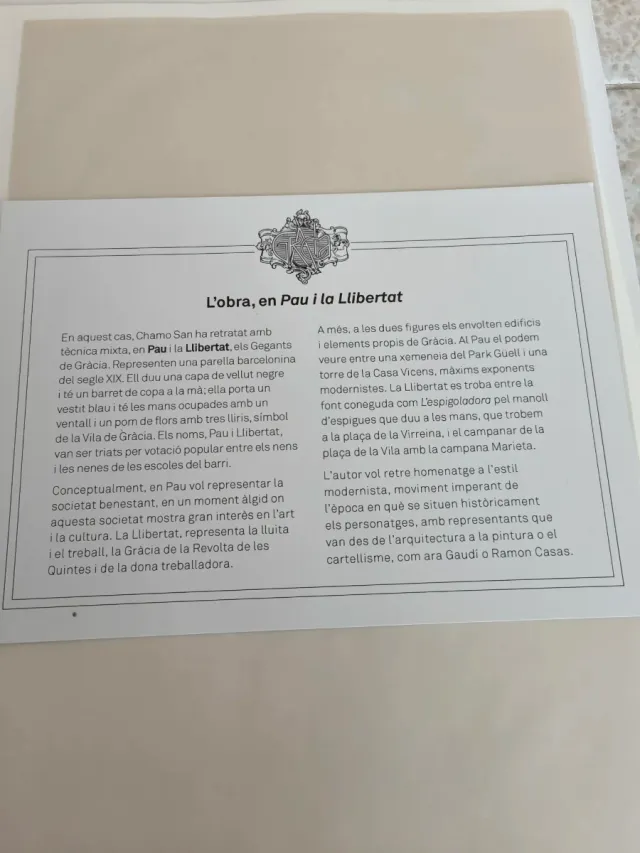 L'obra, en Pau i la Llibertat
En aquest cas, Chamo San ha retratat amb
tècnica mixta, en Pau i la Llibertat, els Gegants
de Gràcia. Representen una parella barcelonina
del segle XIX. Ell duu una capa de vellut negre
i té un barret de copa a la mà; ella porta un
vestit blau i té les mans ocupades amb un
ventall i un pom de flors amb tres lliris, símbol
de la Vila de Gràcia. Els noms, Pau i Llibertat,
van ser triats per votació popular entre els nens
i les nenes de les escoles del barri.
Conceptualment, en Pau vol representar la
societat benestant, en un moment àlgid on
aquesta societat mostra gran interès en l'art
i la cultura. La Llibertat, representa la lluita
i el treball, la Gràcia de la Revolta de les
Quintes i de la dona treballadora.
A més, a les dues figures els envolten edificis
i elements propis de Gràcia. Al Pau el podem
veure entre una xemeneia del Park Güell i una
torre de la Casa Vicens, màxims exponents
modernistes. La Llibertat es troba entre la
font coneguda com L'espigoladora pel manoll
d'espigues que duu a les mans, que trobem
a la plaça de la Virreina, i el campanar de la
plaça de la Vila amb la campana Marieta.
L'autor vol retre homenatge a l'estil
modernista, moviment imperant de
l'època en què se situen històricament
els personatges, amb representants que
van des de l'arquitectura a la pintura o el
cartellisme, com ara Gaudí o Ramon Casas.